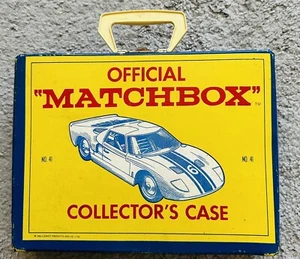 OFFICIAL
"MATCHBOX"
NO. 41
NO. 41
6
COLLECTOR'S CASE